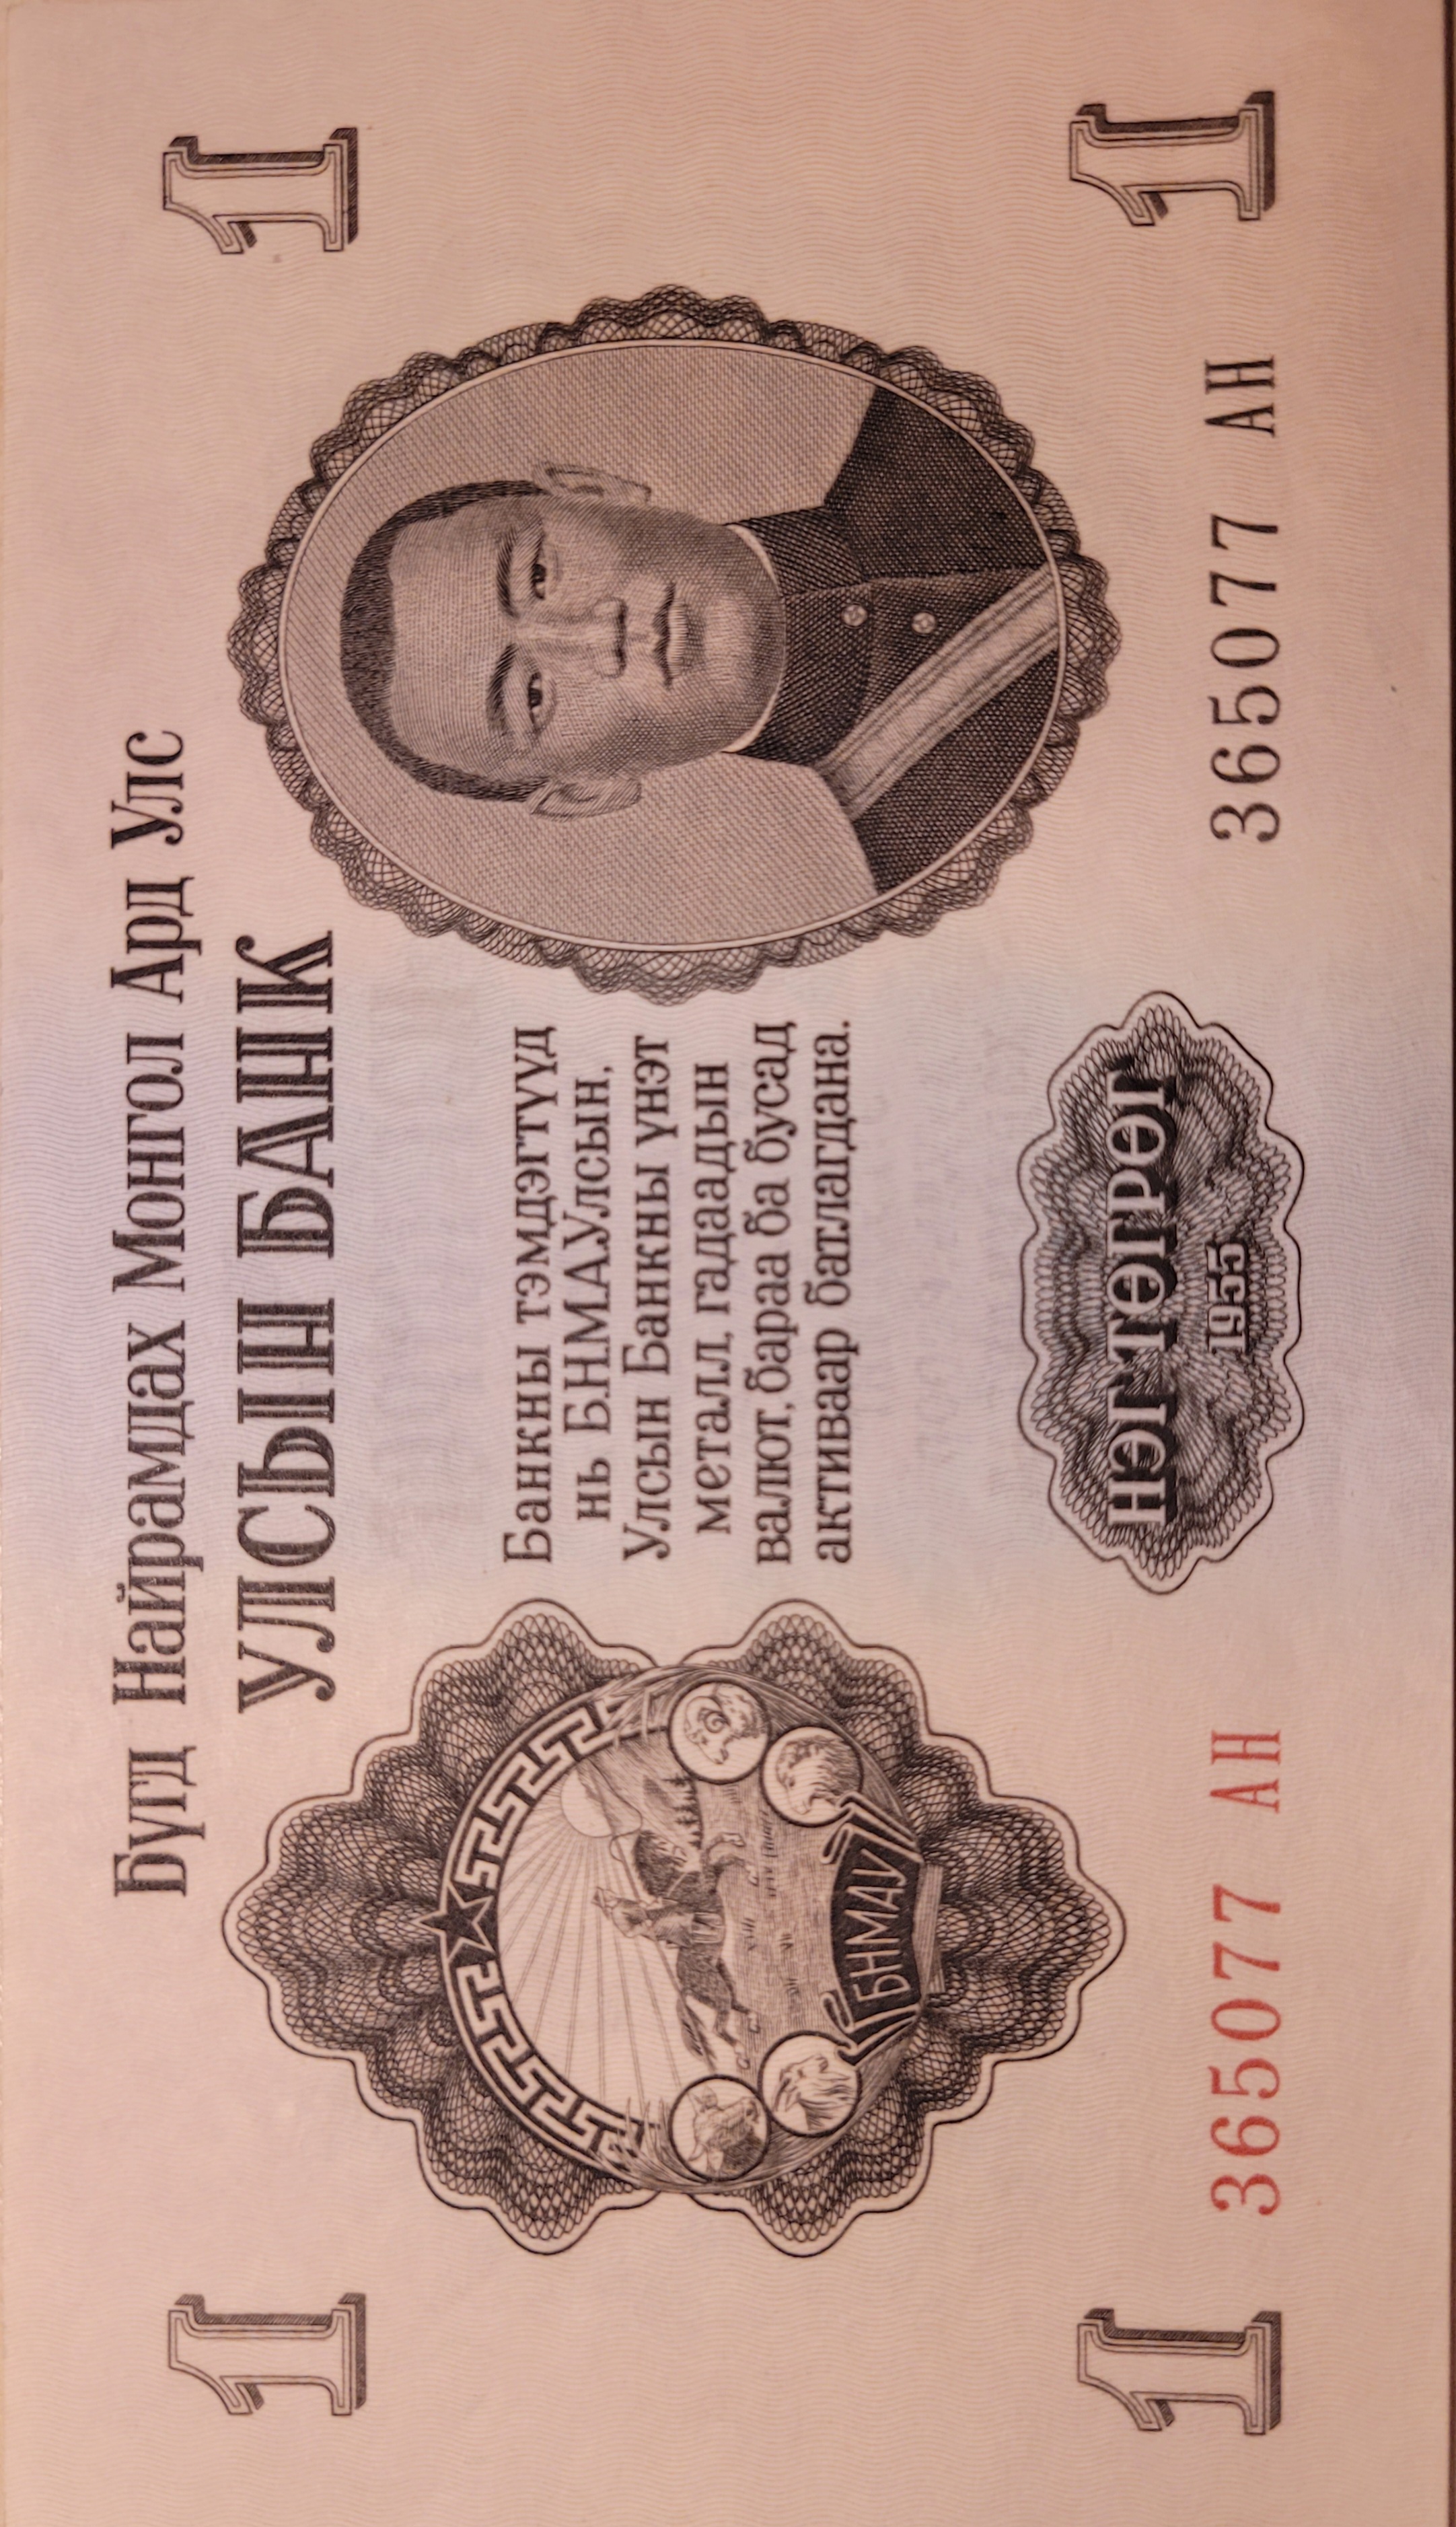 1
1
Бүгд Найрамдах Монгол Ард Улс
УЛСЫН БАНК
Банкны тэмдэгтүүд
нь БНМАУлсын,
Улсын Банкны үнэт
металл, гадаадын
валют, бараа ба бусад
активаар батлагдана.
БНМАУ
НЭГ ТӨГРӨГ
1955
365077 АН
365077 АН
1
1